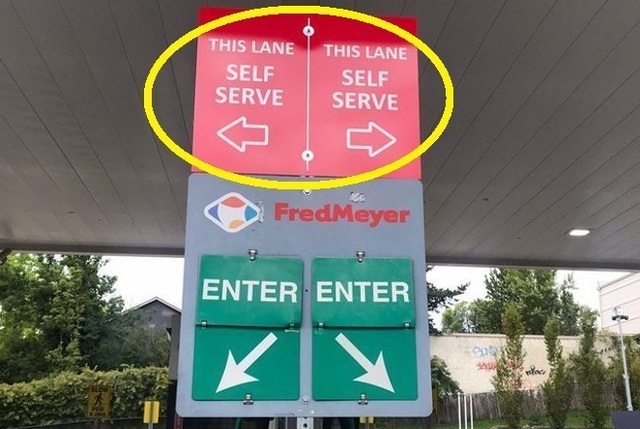 THIS LANE
SELF
SERVE
THIS LANE
SELF
SERVE
FredMeyer
ENTER
ENTER